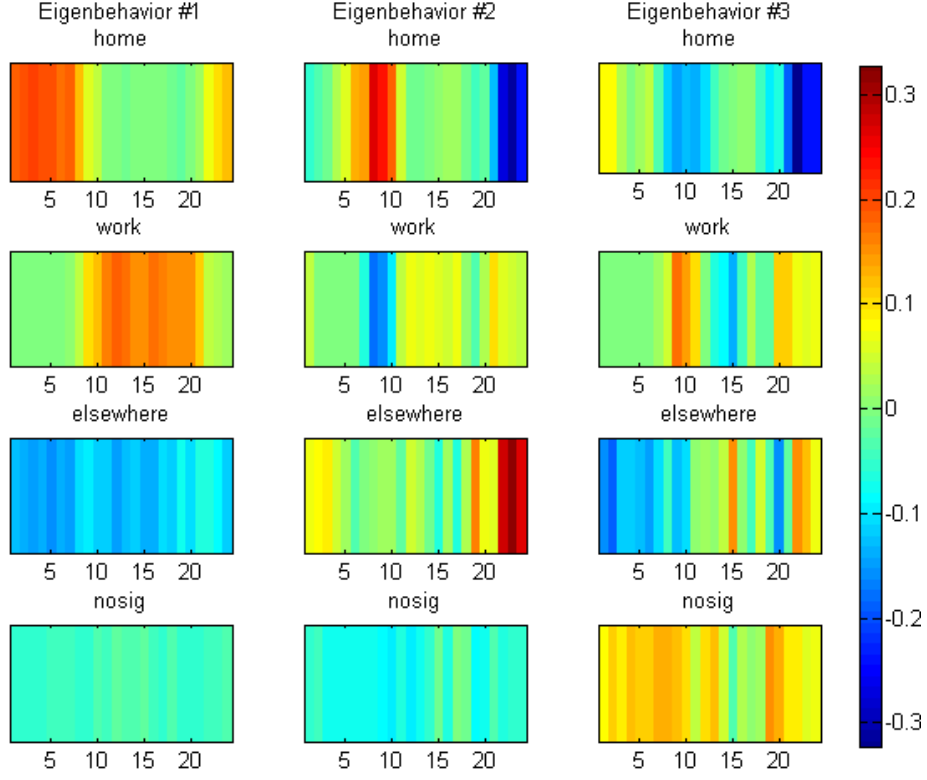 Eigenbehavior #1 Eigenbehavior #2 Eigenbehavior #3
home home home
5 10 15 20 5 10 15 20 5 10 15 20
work work work
5 10 15 20 5 10 15 20 5 10 15 20
elsewhere elsewhere elsewhere
5 10 15 20 5 10 15 20 5 10 15 20
nosig nosig nosig
5 10 15 20 5 10 15 20 5 10 15 20
0.3
0.2
0.1
0
-0.1
-0.2
-0.3